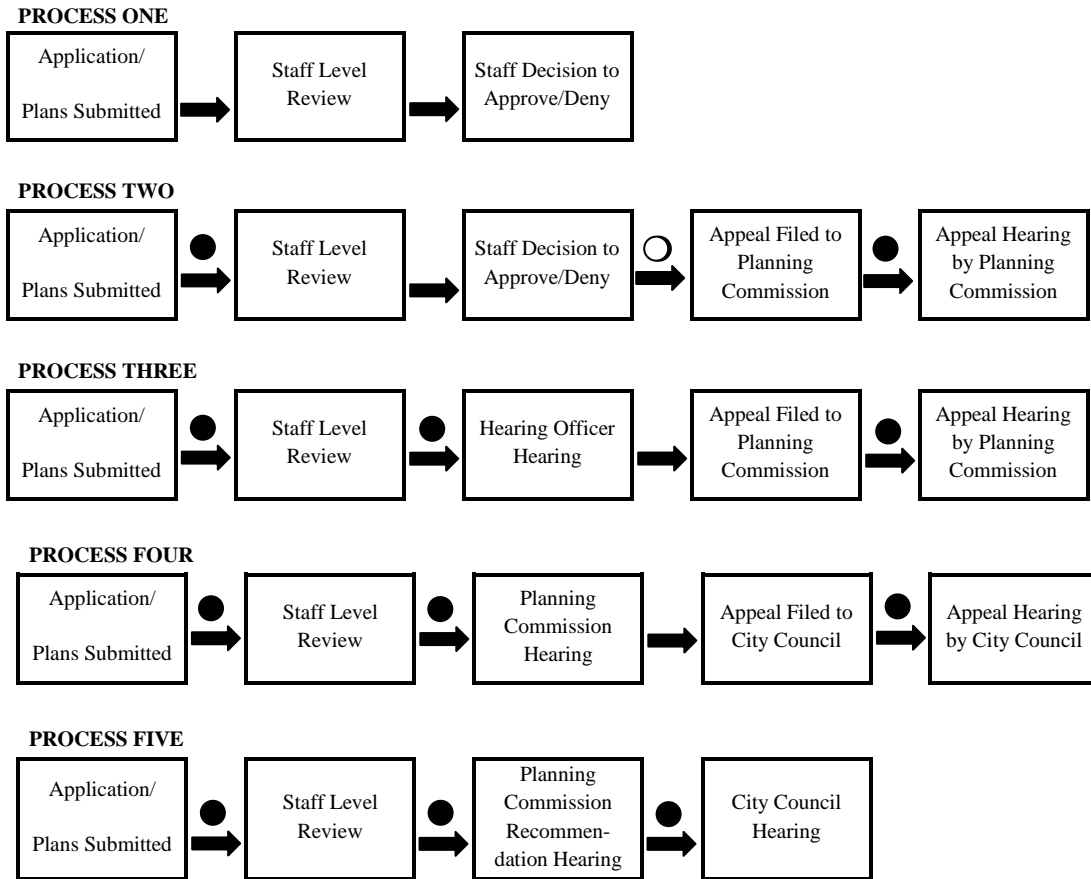 PROCESS ONE
Application/
Plans Submitted
Staff Level
Review
Staff Decision to
Approve/Deny
PROCESS TWO
Application/
Plans Submitted
Staff Level
Review
Staff Decision to
Approve/Deny
Appeal Filed to
Planning
Commission
Appeal Hearing
by Planning
Commission
PROCESS THREE
Application/
Plans Submitted
Staff Level
Review
Hearing Officer
Hearing
Appeal Filed to
Planning
Commission
Appeal Hearing
by Planning
Commission
PROCESS FOUR
Application/
Plans Submitted
Staff Level
Review
Planning
Commission
Hearing
Appeal Filed to
City Council
Appeal Hearing
by City Council
PROCESS FIVE
Application/
Plans Submitted
Staff Level
Review
Planning
Commission
Recommen-
dation Hearing
City Council
Hearing